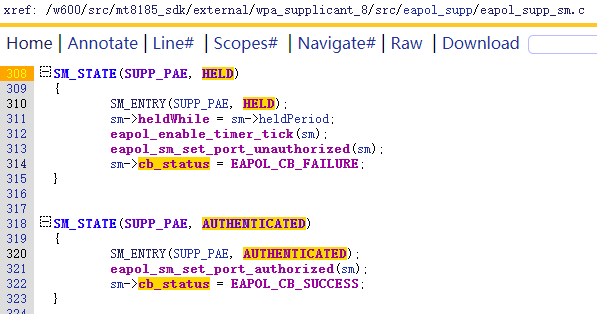 xref: /w600/src/mt8185_sdk/external/wpa_supplicant_8/src/eapol_supp/eapol_supp_sm.c
Home | Annotate | Line# | Scopes# | Navigate# | Raw | Download
308 SM_STATE(SUPP_PAE, HELD)
309 {
310 SM_ENTRY(SUPP_PAE, HELD);
311 sm->heldWhile = sm->heldPeriod;
312 eapol_enable_timer_tick(sm);
313 eapol_sm_set_port_unauthorized(sm);
314 sm->cb_status = EAPOL_CB_FAILURE;
315 }
316
317
318 SM_STATE(SUPP_PAE, AUTHENTICATED)
319 {
320 SM_ENTRY(SUPP_PAE, AUTHENTICATED);
321 eapol_sm_set_port_authorized(sm);
322 sm->cb_status = EAPOL_CB_SUCCESS;
323 }
324